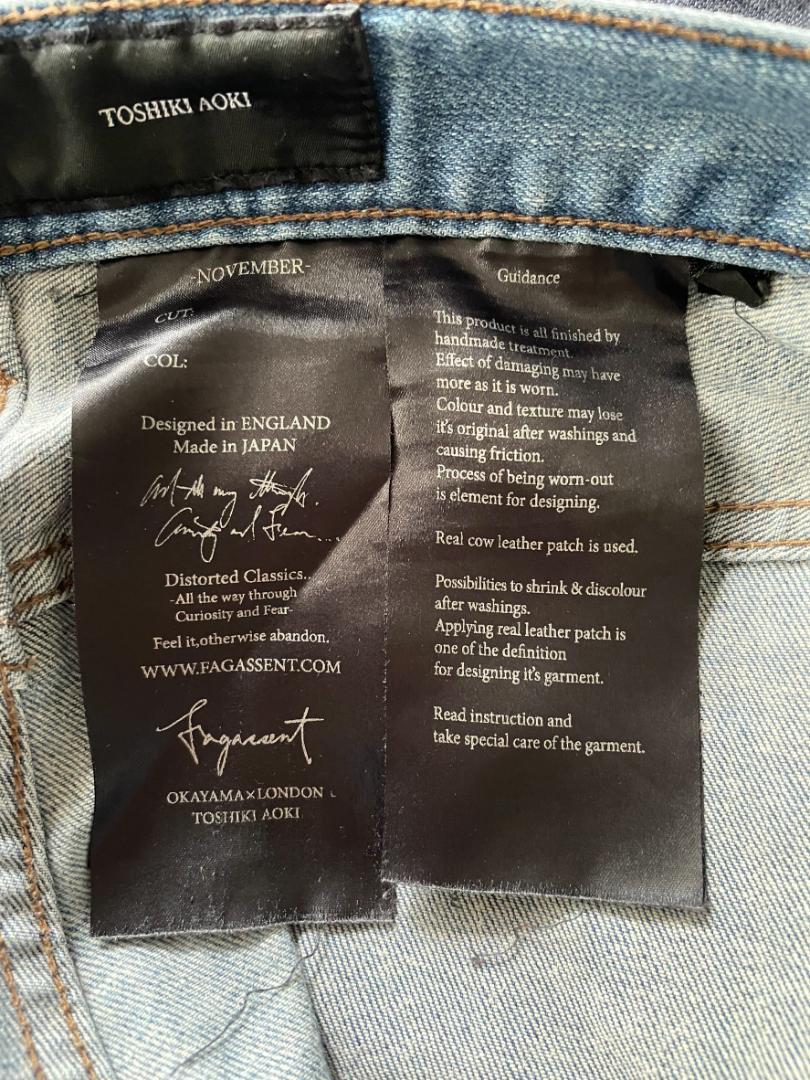 TOSHIKI AOKI
-NOVEMBER-
CUT:
COL:
Designed in ENGLAND
Made in JAPAN
Distorted Classics...
-All the way through
Curiosity and Fear-
Feel it,otherwise abandon.
WWW.FAGASSENT.COM
Fagassent
OKAYAMA×LONDON
TOSHIKI AOKI
Guidance
This product is all finished by
handmade treatment.
Effect of damaging may have
more as it is worn.
Colour and texture may lose
it's original after washings and
causing friction.
Process of being worn-out
is element for designing.
Real cow leather patch is used.
Possibilities to shrink & discolour
after washings.
Applying real leather patch is
one of the definition
for designing it's garment.
Read instruction and
take special care of the garment.